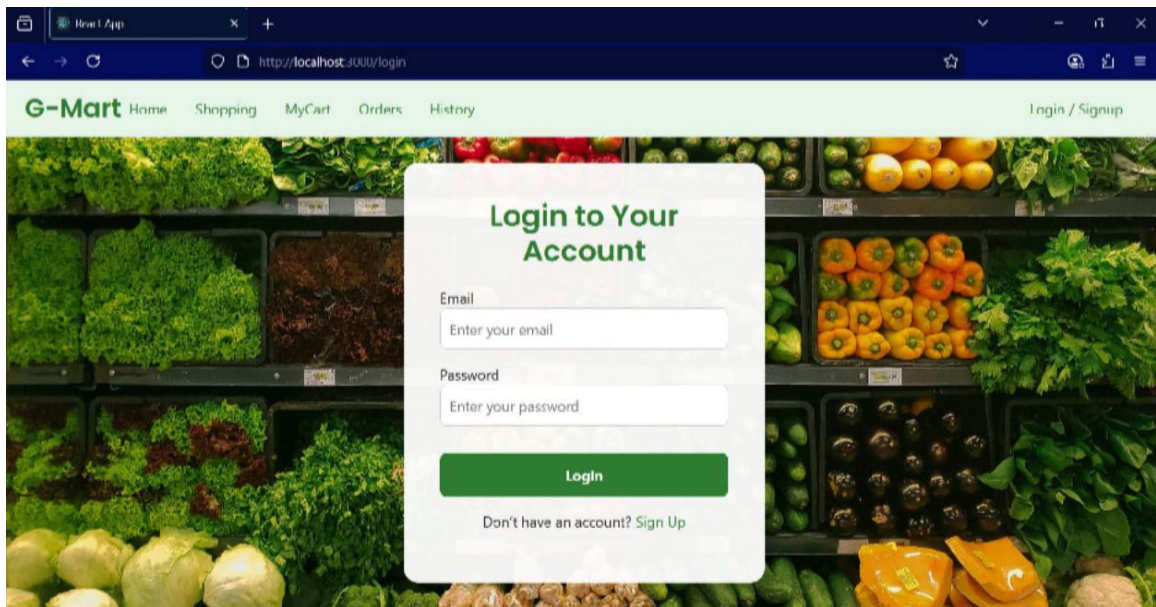 React App
http://localhost:3000/login
G-Mart Home Shopping MyCart Orders History Login / Signup
Login to Your
Account
Email
Enter your email
Password
Enter your password
LogIn
Don't have an account? Sign Up